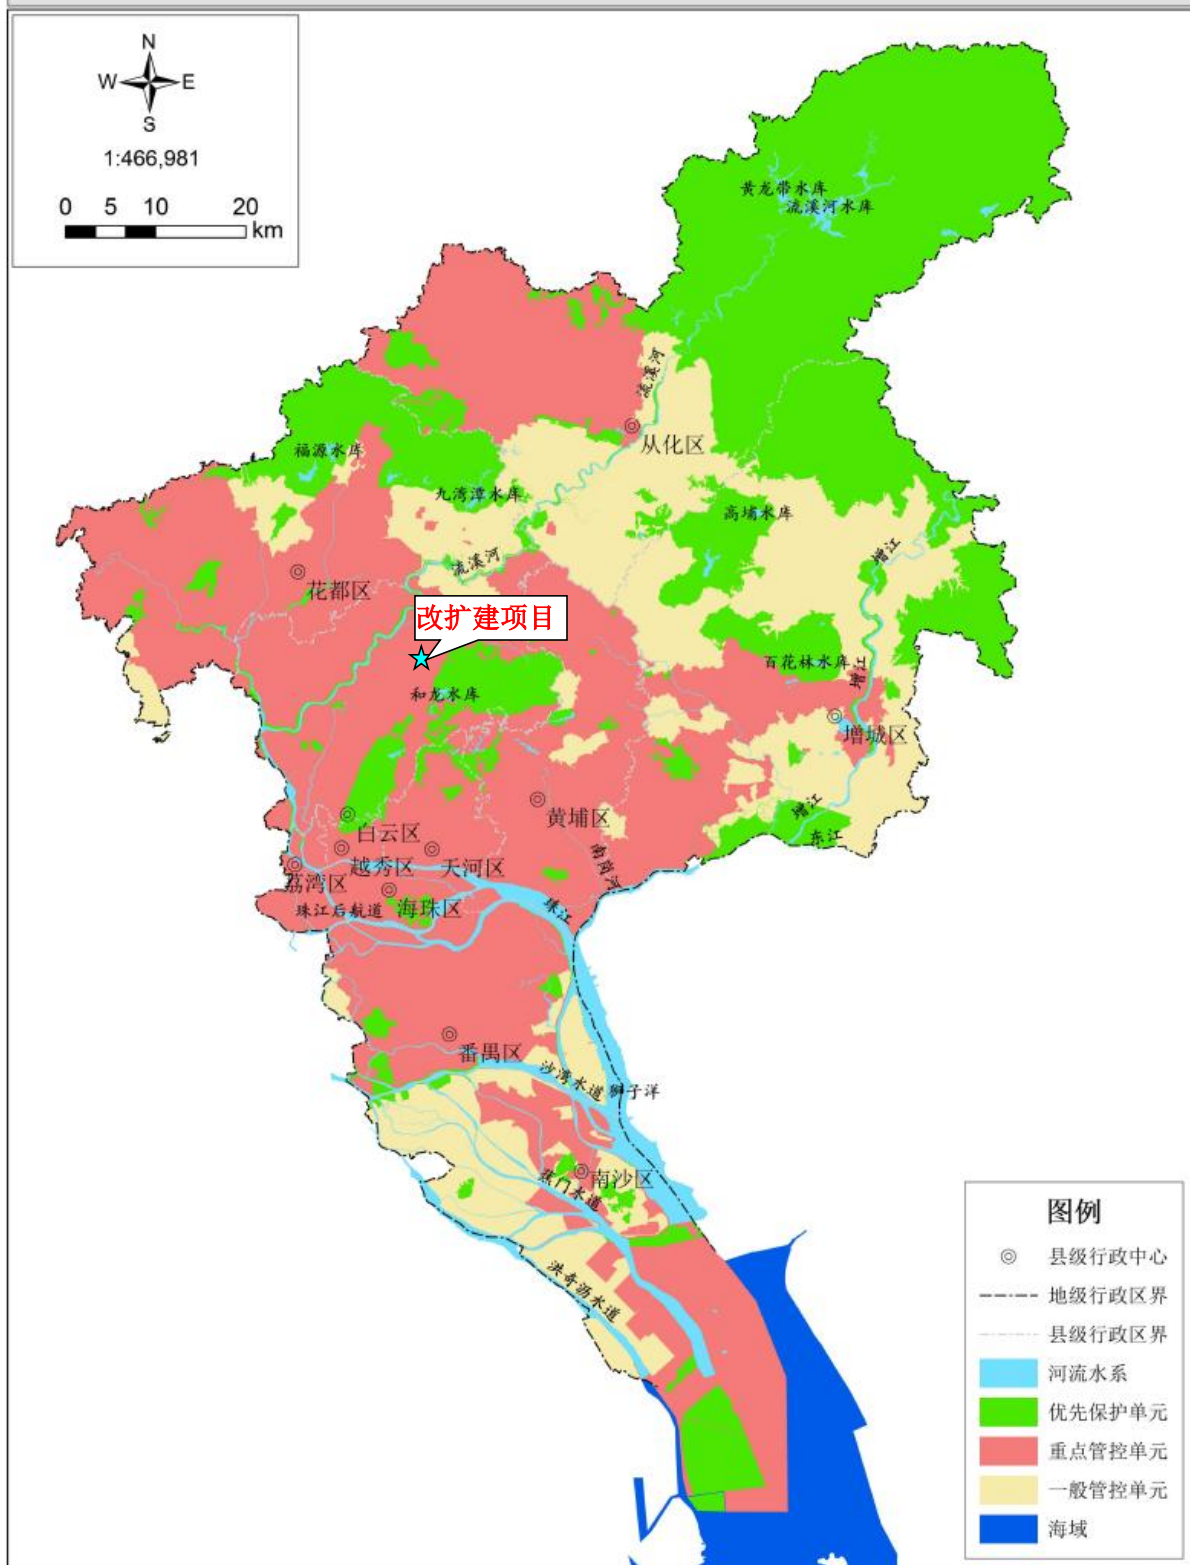 N
W E
S
1:466,981
0 5 10 20
km
黄龙带水库
流溪河水库
流溪河
从化区
福源水库
九湾潭水库
高埔水库
增江
流溪河
花都区
改扩建项目
百花林水库
增江
和龙水库
增城区
黄埔区
增江
东江
白云区
越秀区
天河区
南岗河
荔湾区
海珠区
珠江后航道
珠江
番禺区
沙湾水道
狮子洋
南沙区
蕉门水道
洪奇沥水道
图例
县级行政中心
地级行政区界
县级行政区界
河流水系
优先保护单元
重点管控单元
一般管控单元
海域